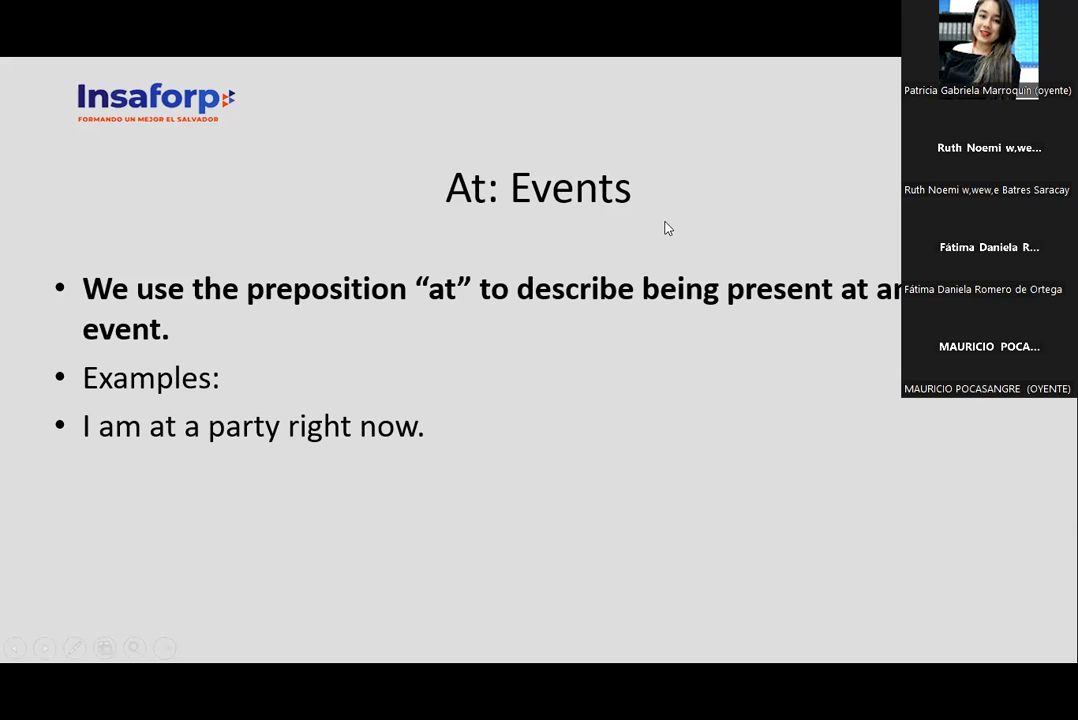 Insaforp
FORMANDO UN MEJOR EL SALVADOR
At: Events
• We use the preposition “at” to describe being present at an
event.
• Examples:
• I am at a party right now.
Patricia Gabriela Marroquín (oyente)
Ruth Noemi w,we...
Ruth Noemi w,wew,e Batres Saracay
Fátima Daniela R...
Fátima Daniela Romero de Ortega
MAURICIO POCA...
MAURICIO POCASANGRE (OYENTE)